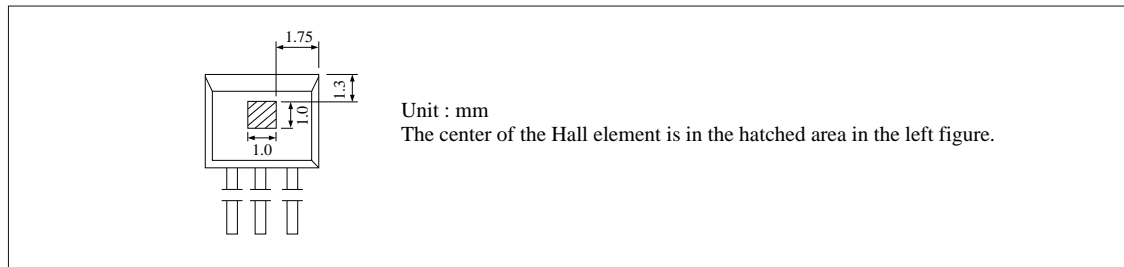 1.75
1.3
1.0
1.0
Unit : mm
The center of the Hall element is in the hatched area in the left figure.